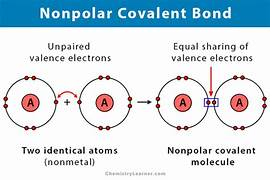 Nonpolar Covalent Bond
Unpaired
valence electrons
Equal sharing of
valence electrons
A + A A A
Two identical atoms
(nonmetal)
Nonpolar covalent
molecule
ChemistryLearner.com